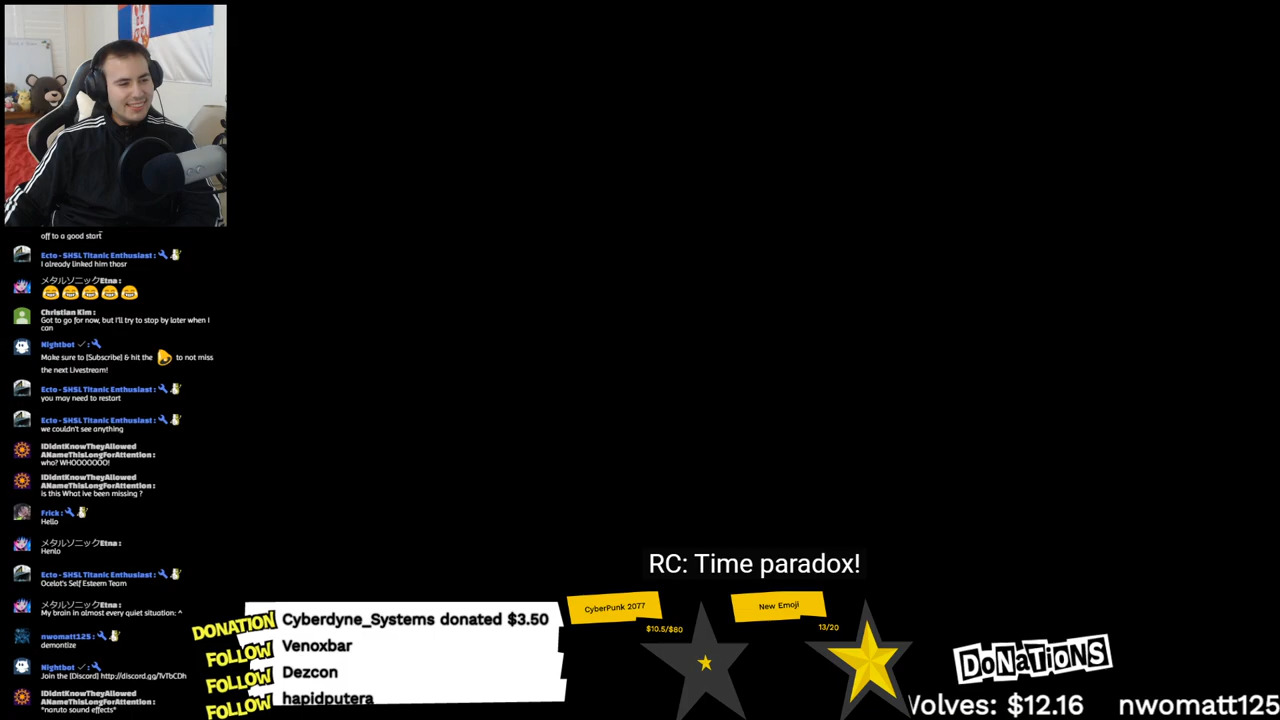 off to a good start
Ecto - SHSL Titanic Enthusiast :
I already linked him thasr
メタルソニックEtna :
Christian Kim :
Got to go for now, but I'll try to stop by later when I
can
Nightbot ✓ :
Make sure to [Subscribe] & hit the to not miss
the next Livestream!
Ecto - SHSL Titanic Enthusiast :
you may need to restart
Ecto - SHSL Titanic Enthusiast :
we couldn't see anything
IDidntKnowTheyAllowed
ANameThisLongForAttention :
who? WHOOOOOOO!
IDidntKnowTheyAllowed
ANameThisLongForAttention :
is this What ive been missing ?
Frick :
Hello
メタルソニックEtna :
Henlo
Ecto - SHSL Titanic Enthusiast :
Ocelot's Self Esteem Team
メタルソニックEtna :
My brain in almost every quiet situation: ^
nwomatt125 :
demontize
Nightbot ✓ :
Join the [Discord] http://discord.gg/TVTbCDh
IDidntKnowTheyAllowed
ANameThisLongForAttention :
*naruto sound effects*
RC: Time paradox!
DONATION Cyberdyne_Systems donated $3.50
FOLLOW Venoxbar
FOLLOW Dezcon
FOLLOW hapidputera
CyberPunk 2077
$10.5/$80
New Emoji
13/20
DONATIONS
Wolves: $12.16 nwomatt125